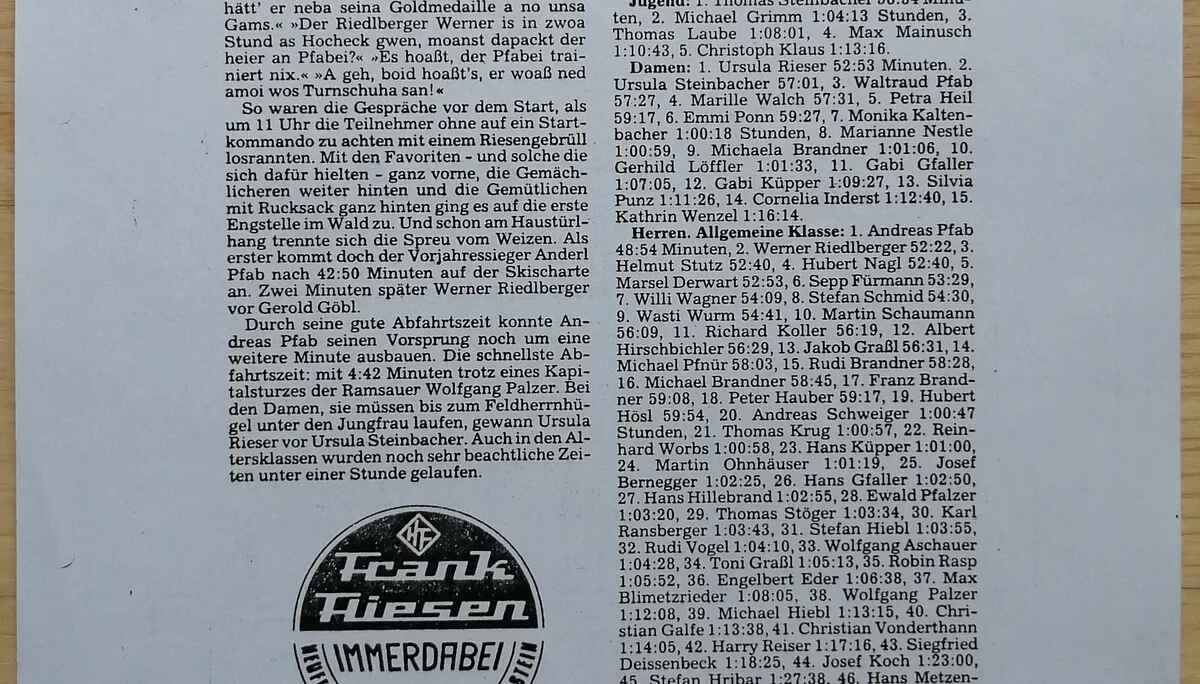 hätt' er neba seina Goldmedaille a no unsa
Gams.« »Der Riedlberger Werner is in zwoa
Stund as Hocheck gwen, moanst dapackt der
heier an Pfabei?« »Es hoaßt, der Pfabei trai-
niert nix.« »A geh, boid hoaßt's, er woaß ned
amoi wos Turnschuha san!«
So waren die Gespräche vor dem Start, als
um 11 Uhr die Teilnehmer ohne auf ein Start-
kommando zu achten mit einem Riesengebrüll
losrannten. Mit den Favoriten - und solche die
sich dafür hielten - ganz vorne, die Gemäch-
licheren weiter hinten und die Gemütlichen
mit Rucksack ganz hinten ging es auf die erste
Engstelle im Wald zu. Und schon am Haustürl-
hang trennte sich die Spreu vom Weizen. Als
erster kommt doch der Vorjahressieger Anderl
Pfab nach 42:50 Minuten auf der Skischarte
an. Zwei Minuten später Werner Riedlberger
vor Gerold Göbl.
Durch seine gute Abfahrtszeit konnte An-
dreas Pfab seinen Vorsprung noch um eine
weitere Minute ausbauen. Die schnellste Ab-
fahrtszeit: mit 4:42 Minuten trotz eines Kapi-
talsturzes der Ramsauer Wolfgang Palzer. Bei
den Damen, sie müssen bis zum Feldherrnhü-
gel unter den Jungfrau laufen, gewann Ursula
Rieser vor Ursula Steinbacher. Auch in den Al-
tersklassen wurden noch sehr beachtliche Zei-
ten unter einer Stunde gelaufen.
HF
Frank
Fliesen
IMMERDABEI
Jugend: 1. Thomas Steinbacher 56:54 Minu-
ten, 2. Michael Grimm 1:04:13 Stunden, 3.
Thomas Laube 1:08:01, 4. Max Mainusch
1:10:43, 5. Christoph Klaus 1:13:16.
Damen: 1. Ursula Rieser 52:53 Minuten. 2.
Ursula Steinbacher 57:01, 3. Waltraud Pfab
57:27, 4. Marille Walch 57:31, 5. Petra Heil
59:17, 6. Emmi Ponn 59:27, 7. Monika Kalten-
bacher 1:00:18 Stunden, 8. Marianne Nestle
1:00:59, 9. Michaela Brandner 1:01:06, 10.
Gerhild Löffler 1:01:33, 11. Gabi Gfaller
1:07:05, 12. Gabi Küpper 1:09:27, 13. Silvia
Punz 1:11:26, 14. Cornelia Inderst 1:12:40, 15.
Kathrin Wenzel 1:16:14.
Herren. Allgemeine Klasse: 1. Andreas Pfab
48:54 Minuten, 2. Werner Riedlberger 52:22, 3.
Helmut Stutz 52:40, 4. Hubert Nagl 52:40, 5.
Marsel Derwart 52:53, 6. Sepp Fürmann 53:29,
7. Willi Wagner 54:09, 8. Stefan Schmid 54:30,
9. Wasti Wurm 54:41, 10. Martin Schaumann
56:09, 11. Richard Koller 56:19, 12. Albert
Hirschbichler 56:29, 13. Jakob Graßl 56:31, 14.
Michael Pfnür 58:03, 15. Rudi Brandner 58:28,
16. Michael Brandner 58:45, 17. Franz Brand-
ner 59:08, 18. Peter Hauber 59:17, 19. Hubert
Hösl 59:54, 20. Andreas Schweiger 1:00:47
Stunden, 21. Thomas Krug 1:00:57, 22. Rein-
hard Worbs 1:00:58, 23. Hans Küpper 1:01:00,
24. Martin Ohnhäuser 1:01:19, 25. Josef
Bernegger 1:02:25, 26. Hans Gfaller 1:02:50,
27. Hans Hillebrand 1:02:55, 28. Ewald Pfalzer
1:03:20, 29. Thomas Stöger 1:03:34, 30. Karl
Ransberger 1:03:43, 31. Stefan Hiebl 1:03:55,
32. Rudi Vogel 1:04:10, 33. Wolfgang Aschauer
1:04:28, 34. Toni Graßl 1:05:13, 35. Robin Rasp
1:05:52, 36. Engelbert Eder 1:06:38, 37. Max
Blimetzrieder 1:08:05, 38. Wolfgang Palzer
1:12:08, 39. Michael Hiebl 1:13:15, 40. Chri-
stian Galfe 1:13:38, 41. Christian Vonderthann
1:14:05, 42. Harry Reiser 1:17:16, 43. Siegfried
Deissenbeck 1:18:25, 44. Josef Koch 1:23:00,
45. Stefan Hribar 1:27:38, 46. Hans Metzen-